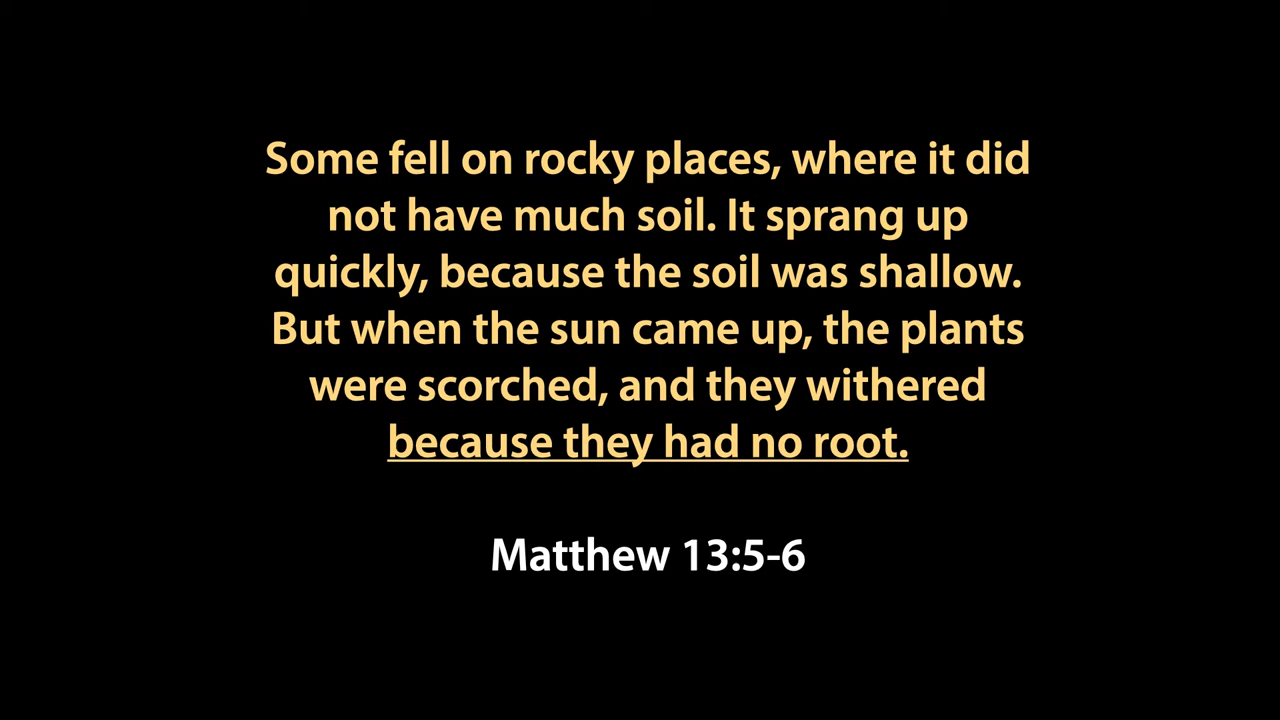 Some fell on rocky places, where it did
not have much soil. It sprang up
quickly, because the soil was shallow.
But when the sun came up, the plants
were scorched, and they withered
because they had no root.
Matthew 13:5-6